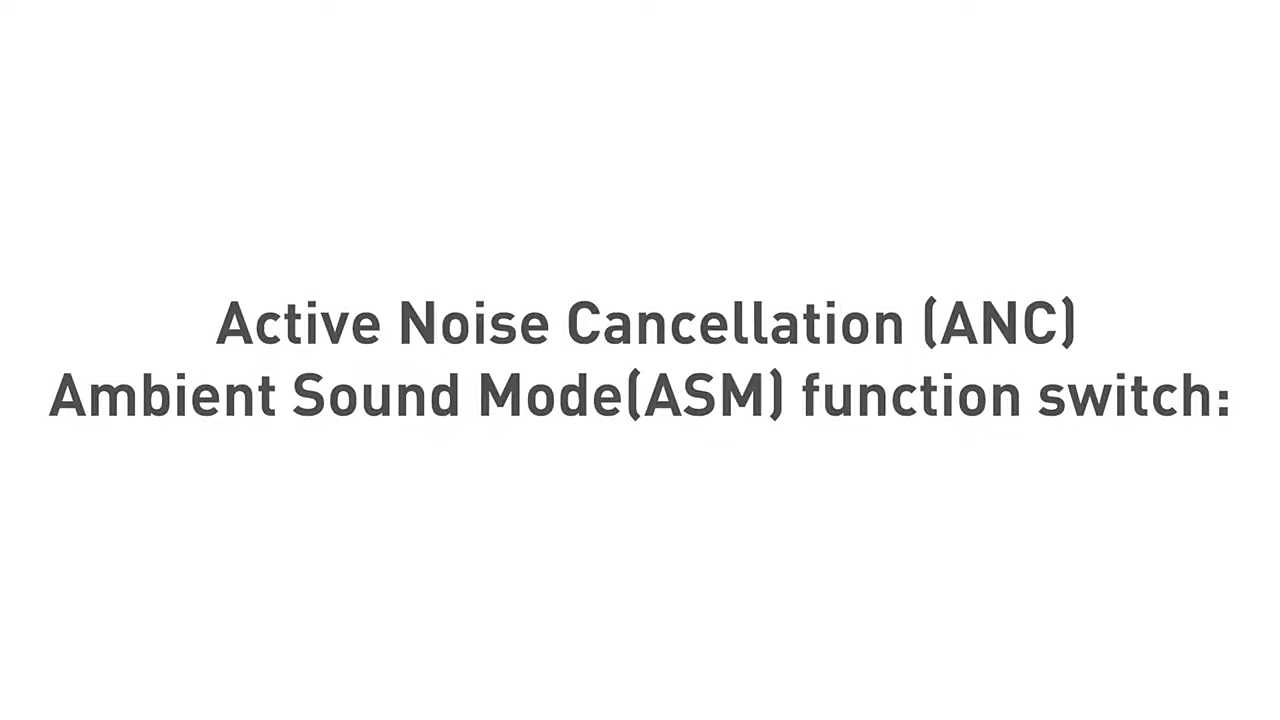 Active Noise Cancellation (ANC)
Ambient Sound Mode(ASM) function switch: